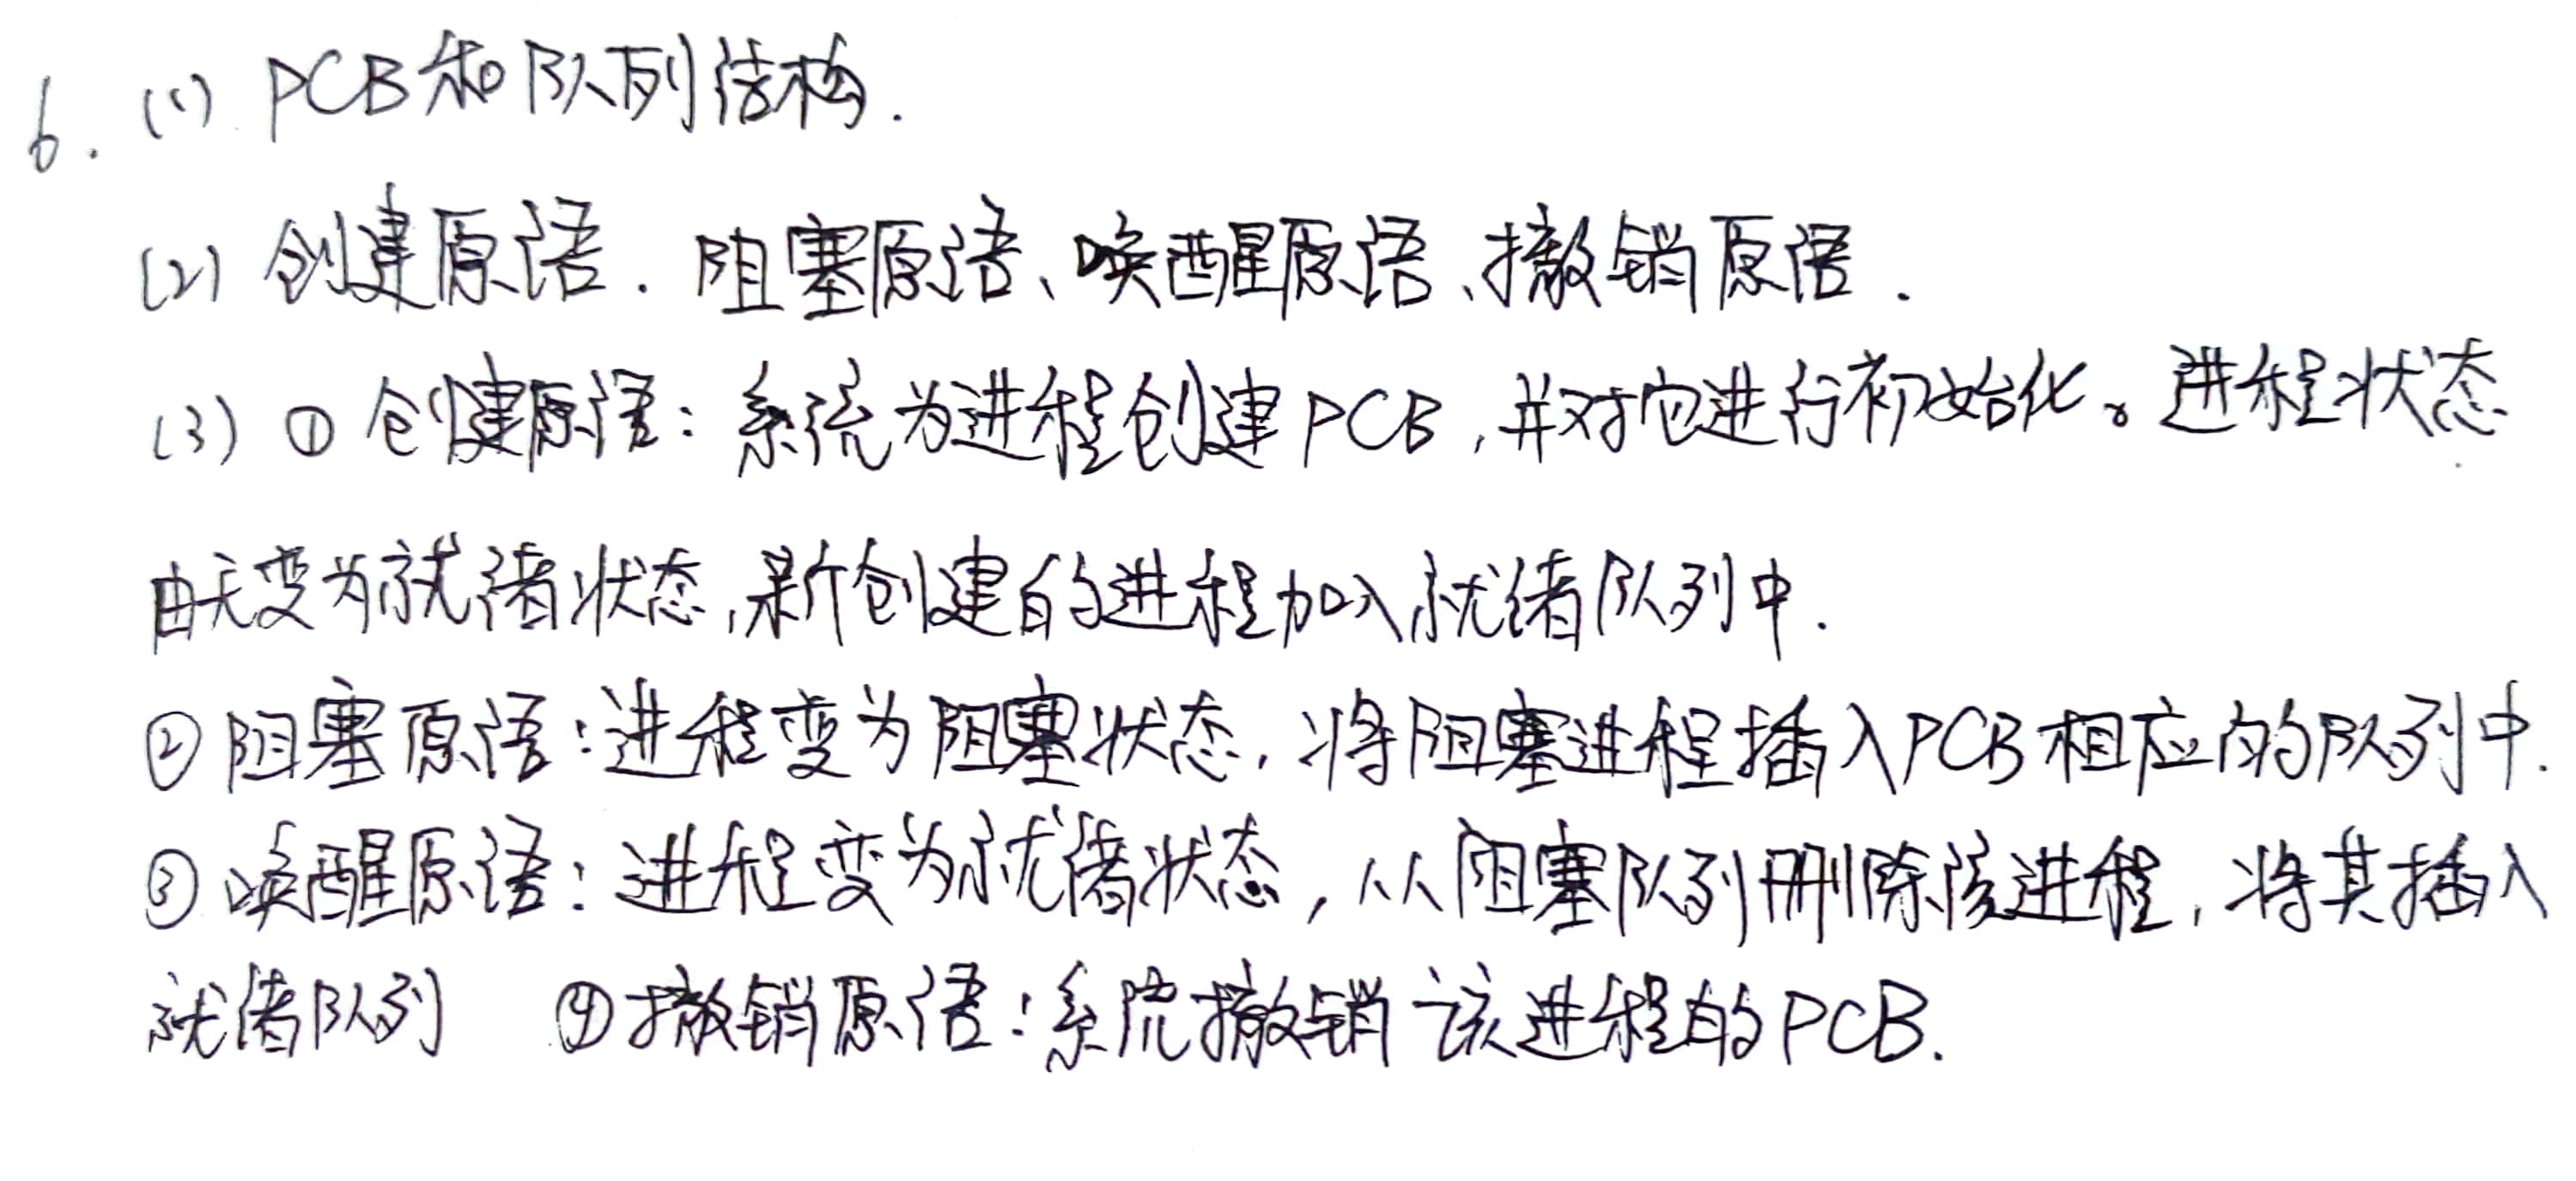 6. (1) PCB和队列结构.
(2) 创建原语. 阻塞原语、唤醒原语、撤销原语.
(3) ① 创建原语: 系统为进程创建PCB,并对它进行初始化。进程状态
由无变为就绪状态,新创建的进程加入就绪队列中.
② 阻塞原语:进程变为阻塞状态,将阻塞进程插入PCB相应的队列中.
③ 唤醒原语: 进程变为就绪状态, 从阻塞队列删除该进程, 将其插入
就绪队列 ④撤销原语: 系统撤销该进程的PCB.